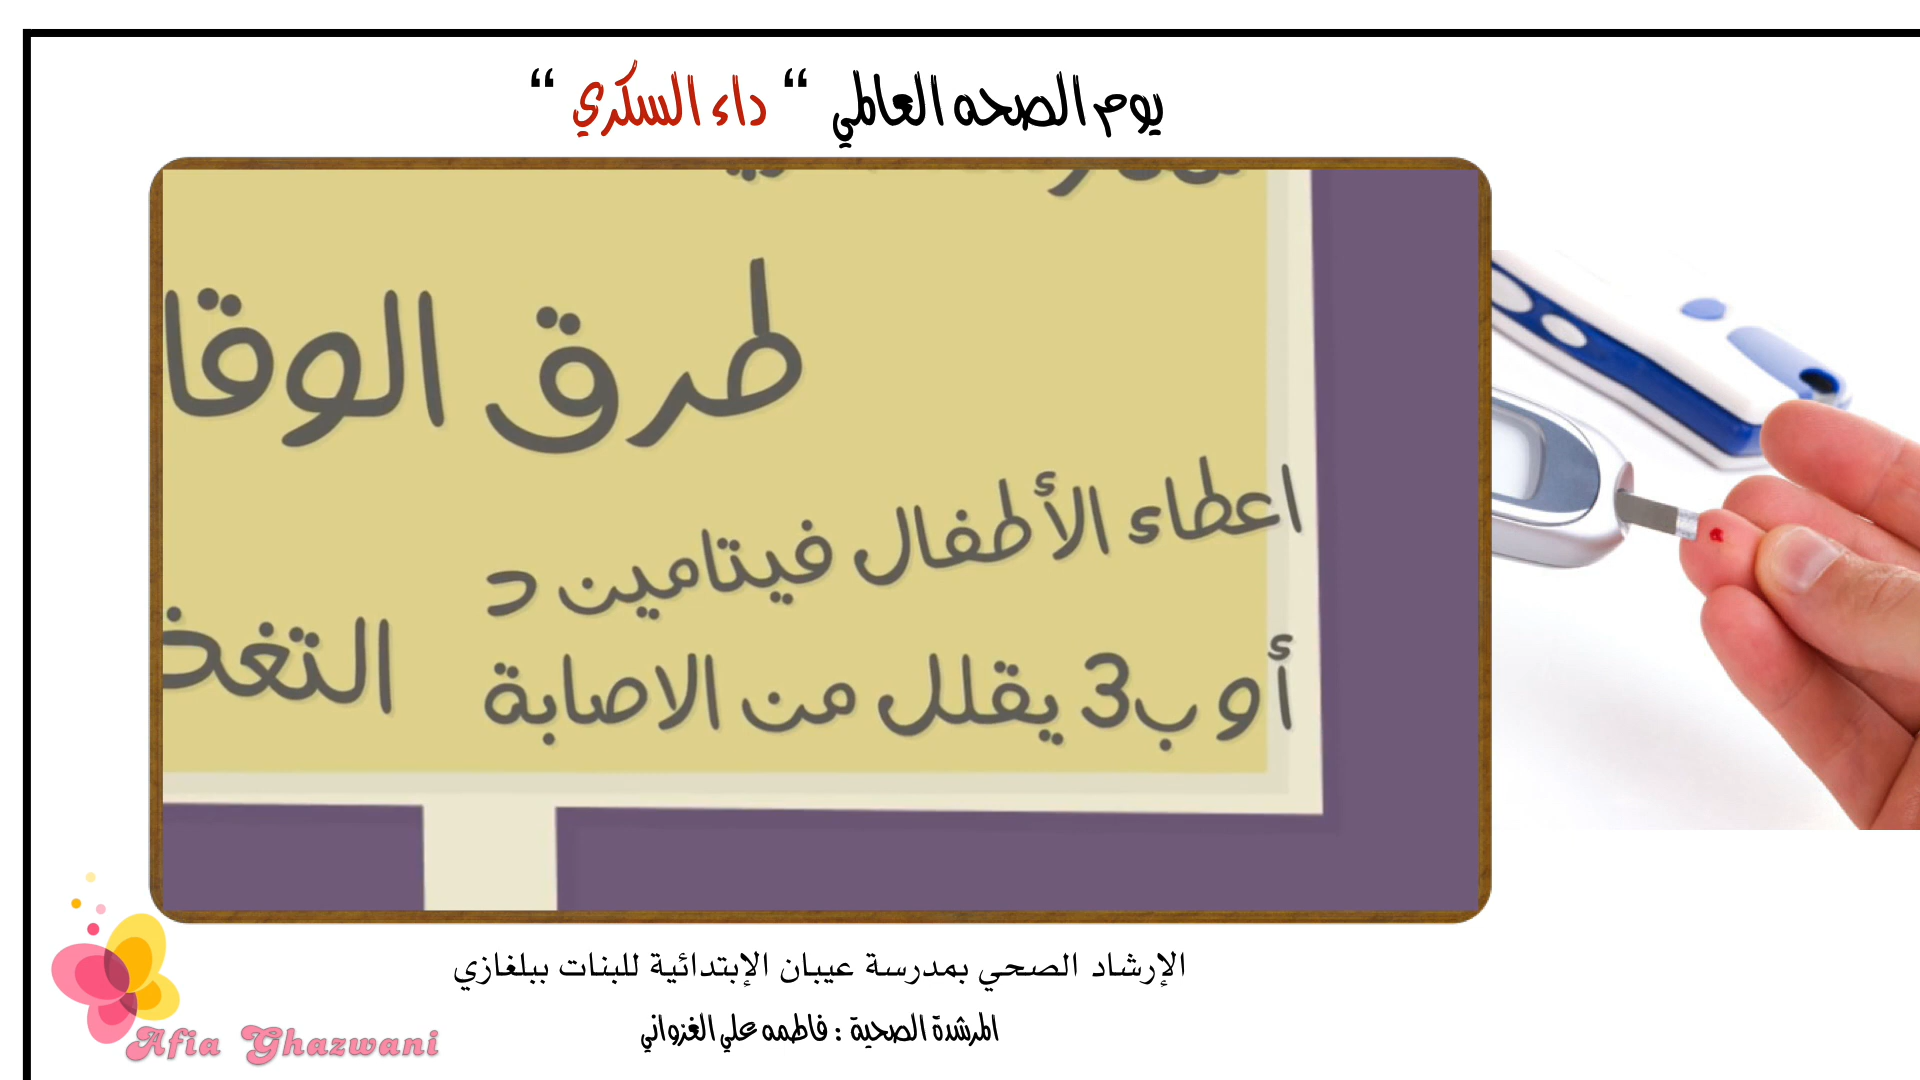 يوم الصحه العالمي “ داء السكري “
طرق الوقا
اعطاء الأطفال فيتامين د
أو ب3 يقلل من الاصابة
التغذ
الإرشاد الصحي بمدرسة عيبان الإبتدائية للبنات ببلغازي
المرشدة الصحية : فاطمه علي الغزواني
Afia Ghazwani